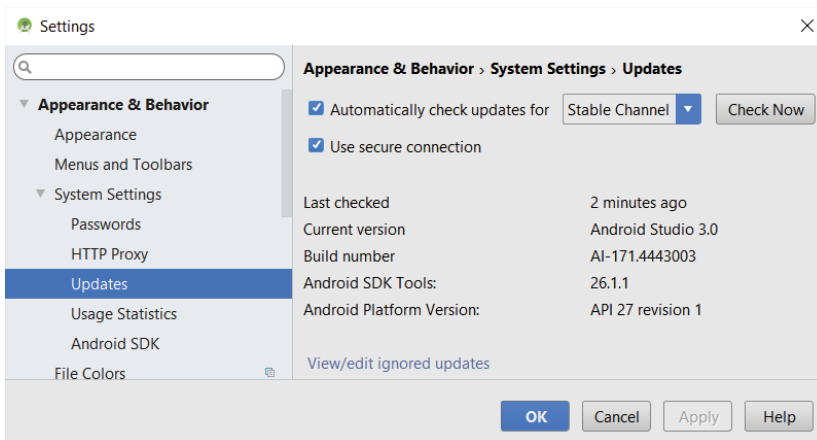 Settings
Appearance & Behavior
Appearance
Menus and Toolbars
System Settings
Passwords
HTTP Proxy
Updates
Usage Statistics
Android SDK
File Colors
Appearance & Behavior › System Settings › Updates
Automatically check updates for Stable Channel Check Now
Use secure connection
Last checked 2 minutes ago
Current version Android Studio 3.0
Build number AI-171.4443003
Android SDK Tools: 26.1.1
Android Platform Version: API 27 revision 1
View/edit ignored updates
OK Cancel Apply Help